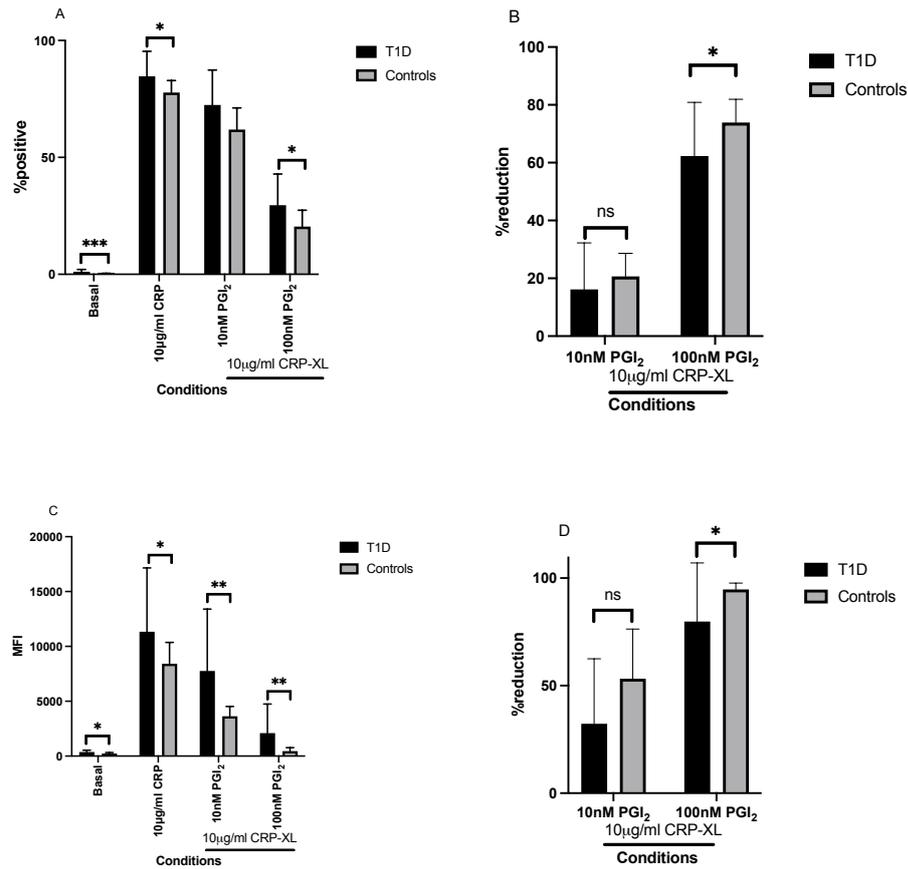 A
100
50
0
%positive
*
***
*
T1D
Controls
Basal
10μg/ml CRP
10nM PGI₂
100nM PGI₂
10μg/ml CRP-XL
Conditions
B
100
80
60
40
20
0
%reduction
ns
*
T1D
Controls
10nM PGI₂
100nM PGI₂
10μg/ml CRP-XL
Conditions
C
20000
15000
10000
5000
0
MFI
*
*
**
**
T1D
Controls
Basal
10μg/ml CRP
10nM PGI₂
100nM PGI₂
10μg/ml CRP-XL
Conditions
D
100
50
0
%reduction
ns
*
T1D
Controls
10nM PGI₂
100nM PGI₂
10μg/ml CRP-XL
Conditions